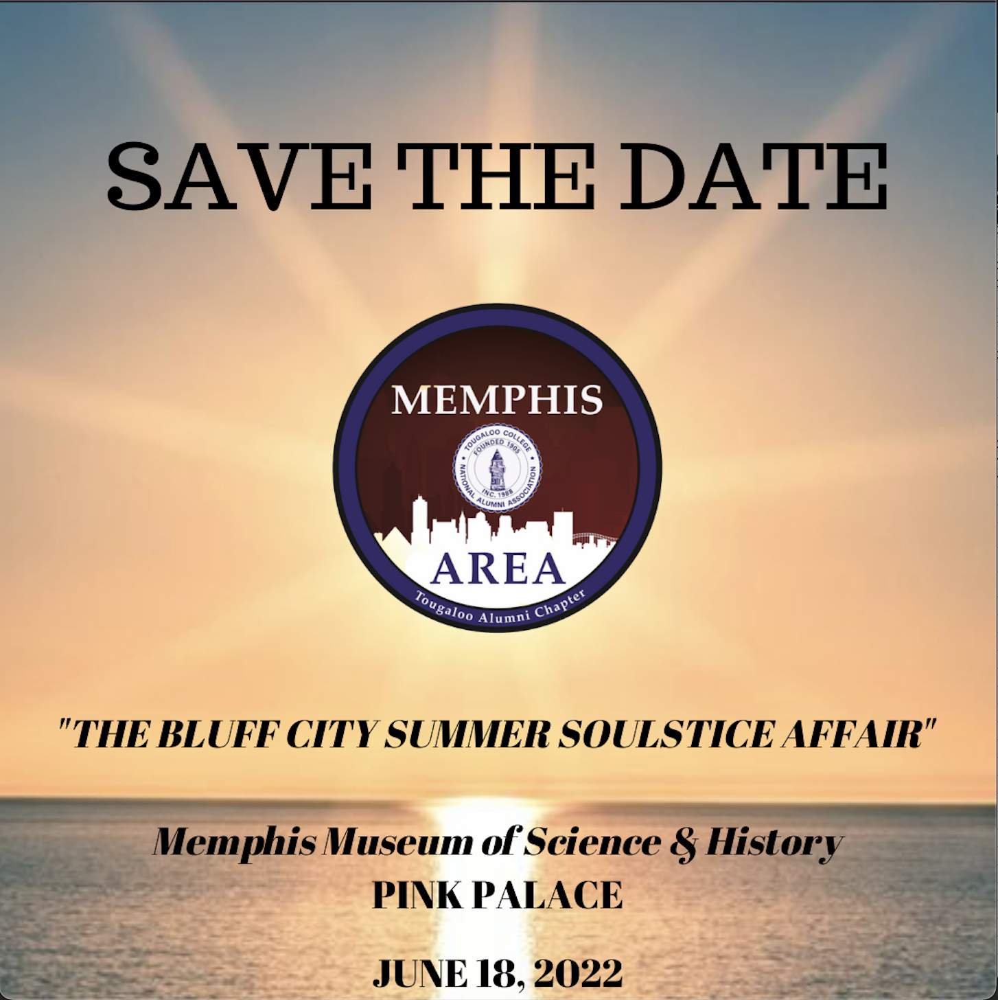 SAVE THE DATE
MEMPHIS
TOUGALOO COLLEGE
FOUNDED 1905
INC. 1988
NATIONAL ALUMNI ASSOCIATION
AREA
Tougaloo Alumni Chapter
"THE BLUFF CITY SUMMER SOULSTICE AFFAIR"
Memphis Museum of Science & History
PINK PALACE
JUNE 18, 2022